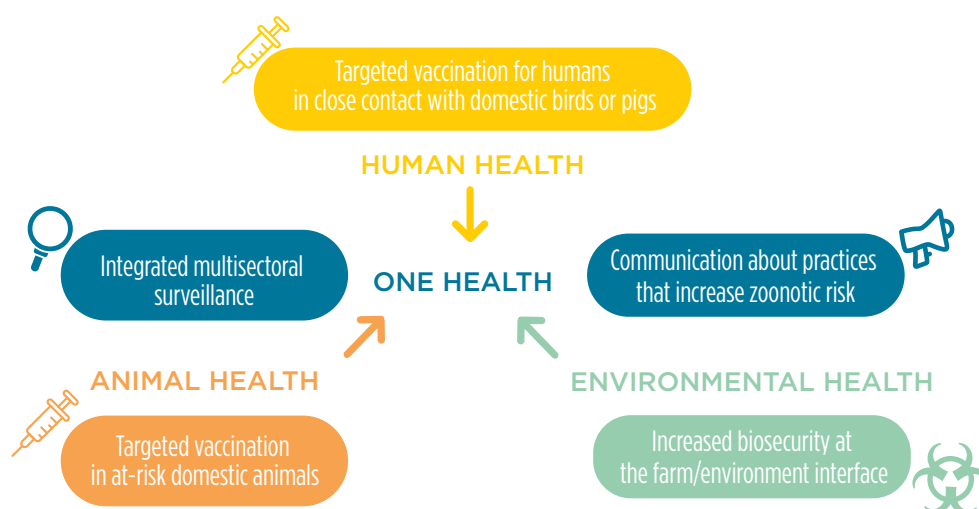 Targeted vaccination for humans
in close contact with domestic birds or pigs
HUMAN HEALTH
Integrated multisectoral
surveillance
ONE HEALTH
Communication about practices
that increase zoonotic risk
ANIMAL HEALTH
Targeted vaccination
in at-risk domestic animals
ENVIRONMENTAL HEALTH
Increased biosecurity at
the farm/environment interface